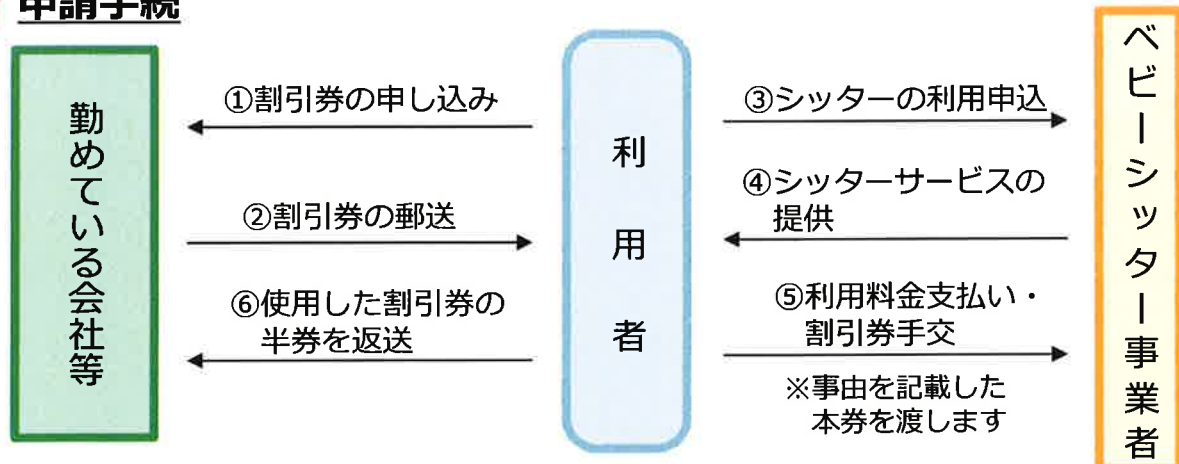 申請手続
勤めている会社等
①割引券の申し込み
②割引券の郵送
⑥使用した割引券の
半券を返送
利用者
③シッターの利用申込
④シッターサービスの
提供
⑤利用料金支払い・
割引券手交
※事由を記載した
本券を渡します
ベビーシッター事業者